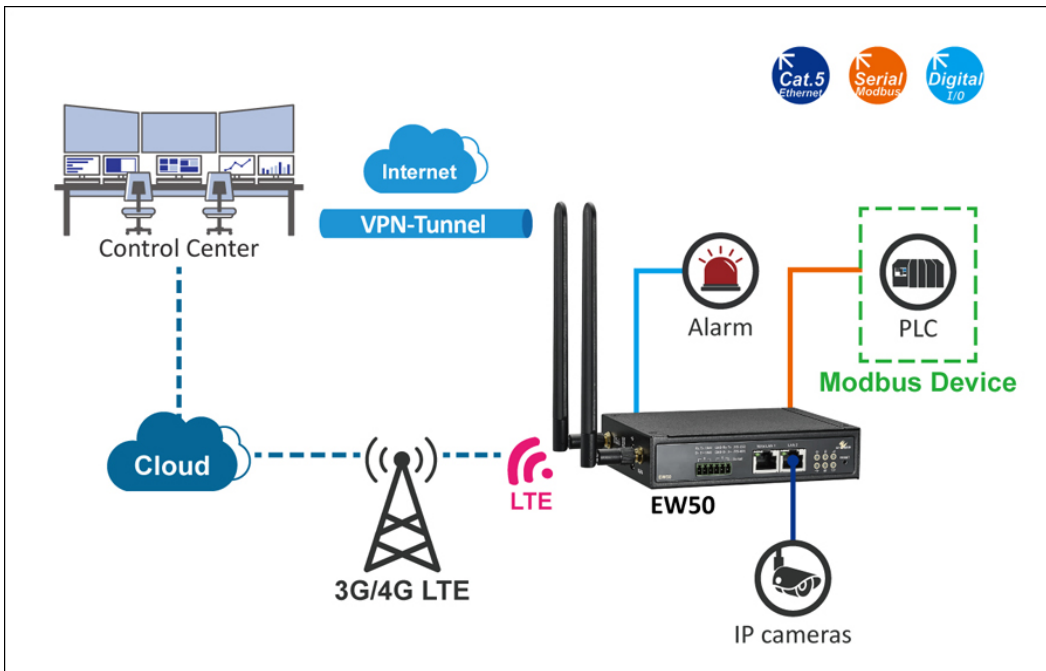 Cat.5
Ethernet
Serial
Modbus
Digital
I/O
Internet
VPN-Tunnel
Control Center
Alarm
PLC
Modbus Device
Cloud
LTE
EW50
3G/4G LTE
IP cameras